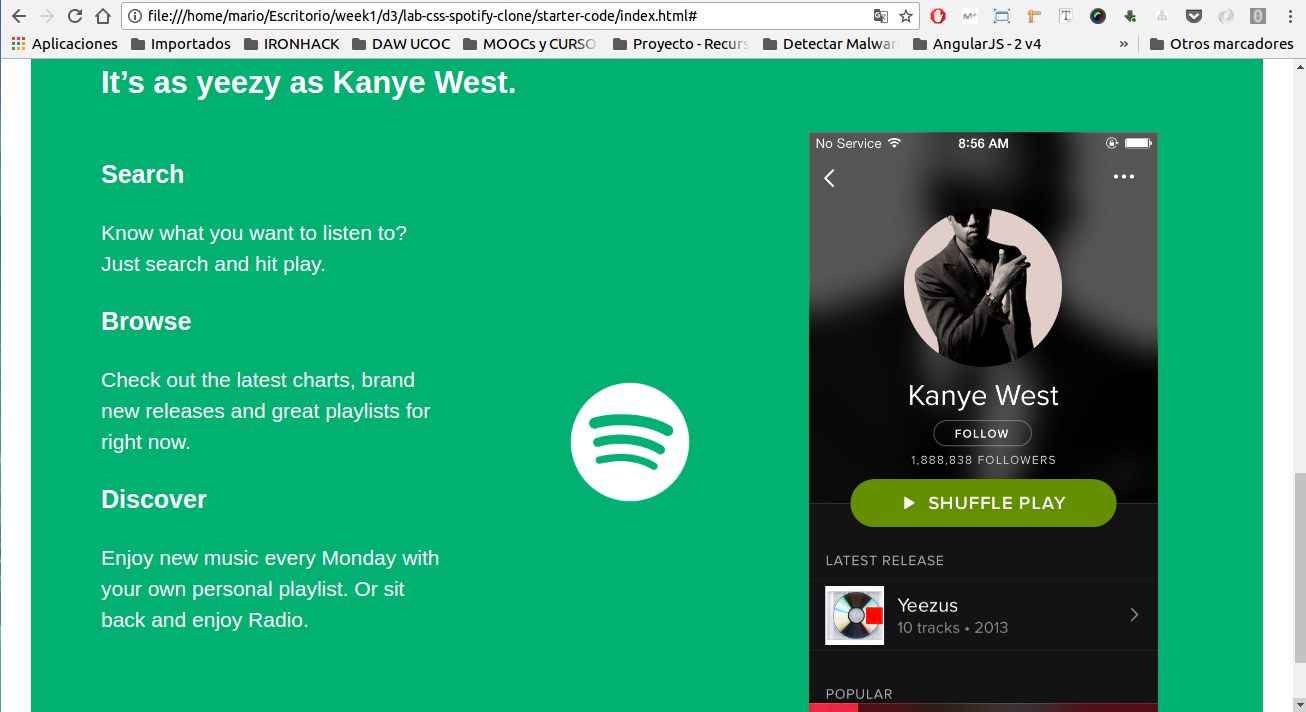 file:///home/mario/Escritorio/week1/d3/lab-css-spotify-clone/starter-code/index.html#
Aplicaciones Importados IRONHACK DAW UCOC MOOCs y CURSO Proyecto - Recurs Detectar Malwar AngularJS - 2 v4 » Otros marcadores
It’s as yeezy as Kanye West.
Search
Know what you want to listen to?
Just search and hit play.
Browse
Check out the latest charts, brand
new releases and great playlists for
right now.
Discover
Enjoy new music every Monday with
your own personal playlist. Or sit
back and enjoy Radio.
No Service 8:56 AM
Kanye West
FOLLOW
1,888,838 FOLLOWERS
SHUFFLE PLAY
LATEST RELEASE
Yeezus
10 tracks • 2013
POPULAR